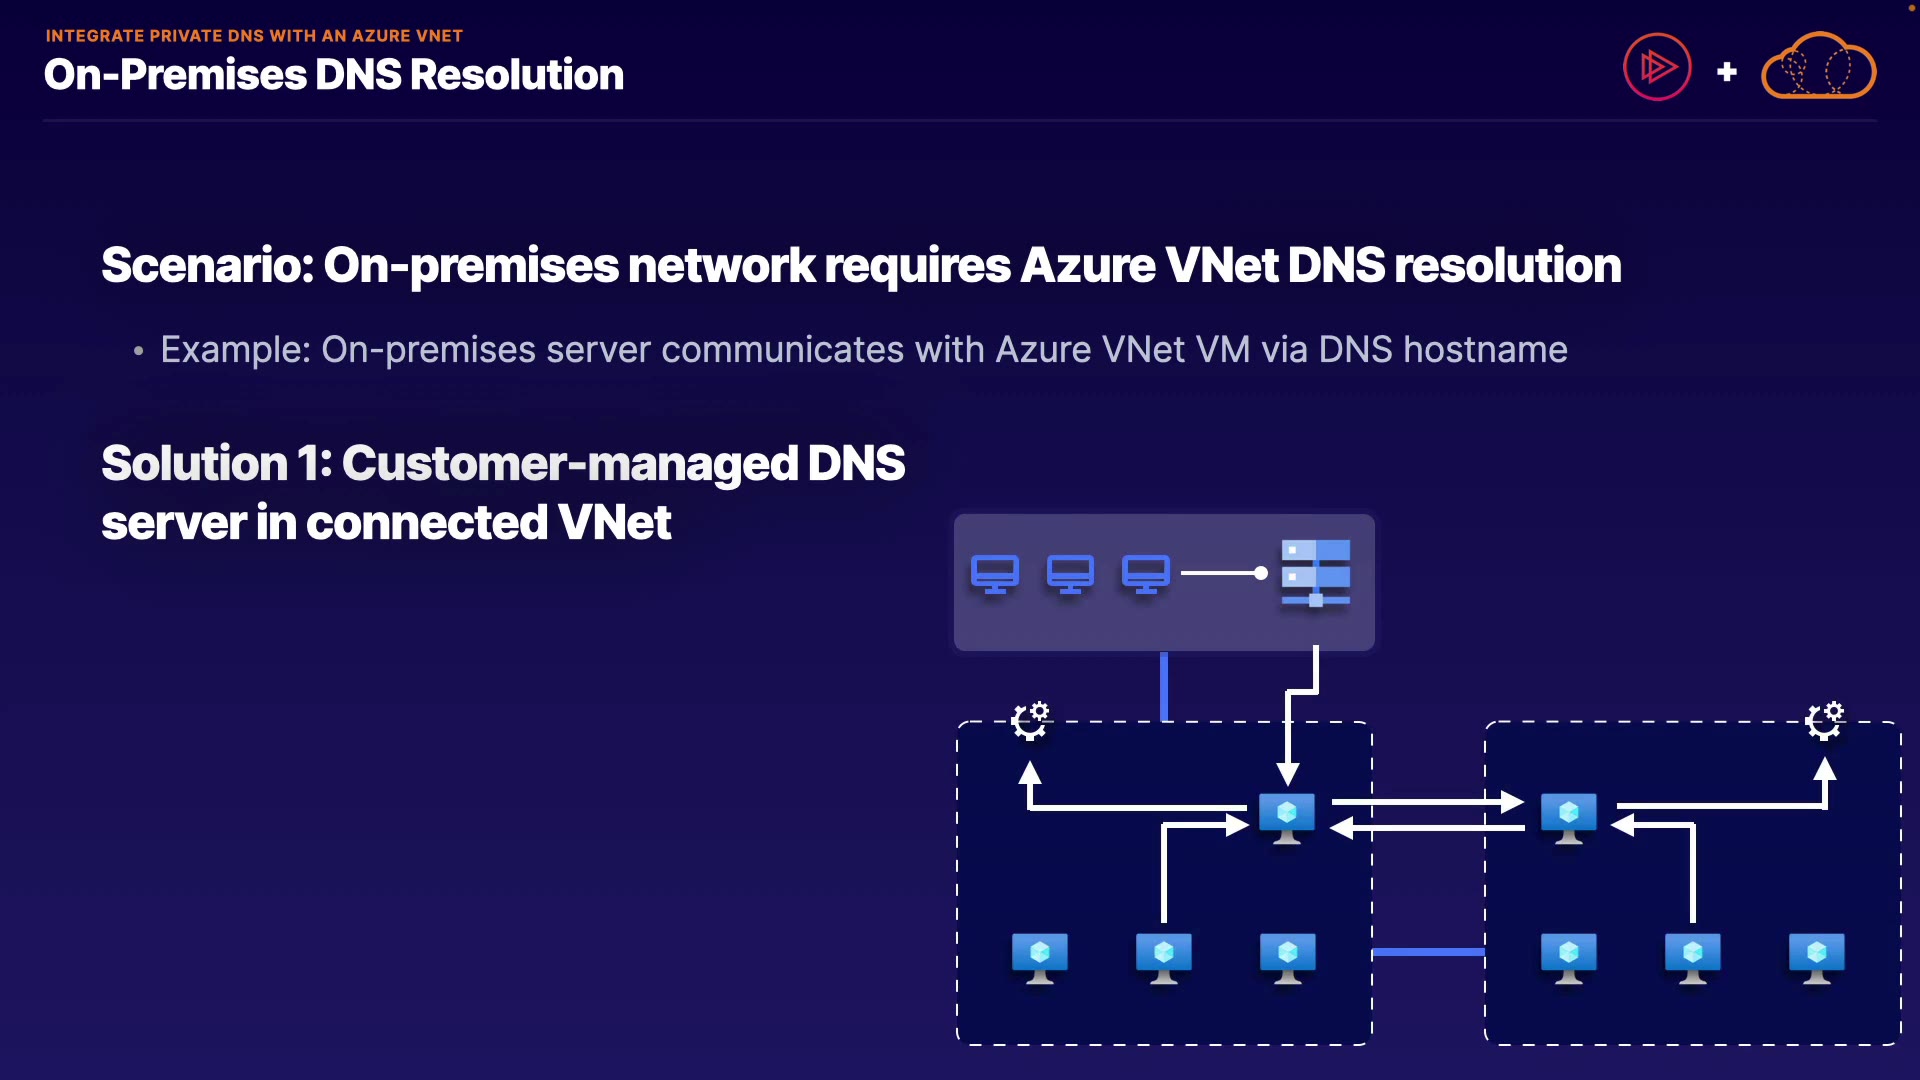 INTEGRATE PRIVATE DNS WITH AN AZURE VNET
On-Premises DNS Resolution
Scenario: On-premises network requires Azure VNet DNS resolution
• Example: On-premises server communicates with Azure VNet VM via DNS hostname
Solution 1: Customer-managed DNS
server in connected VNet